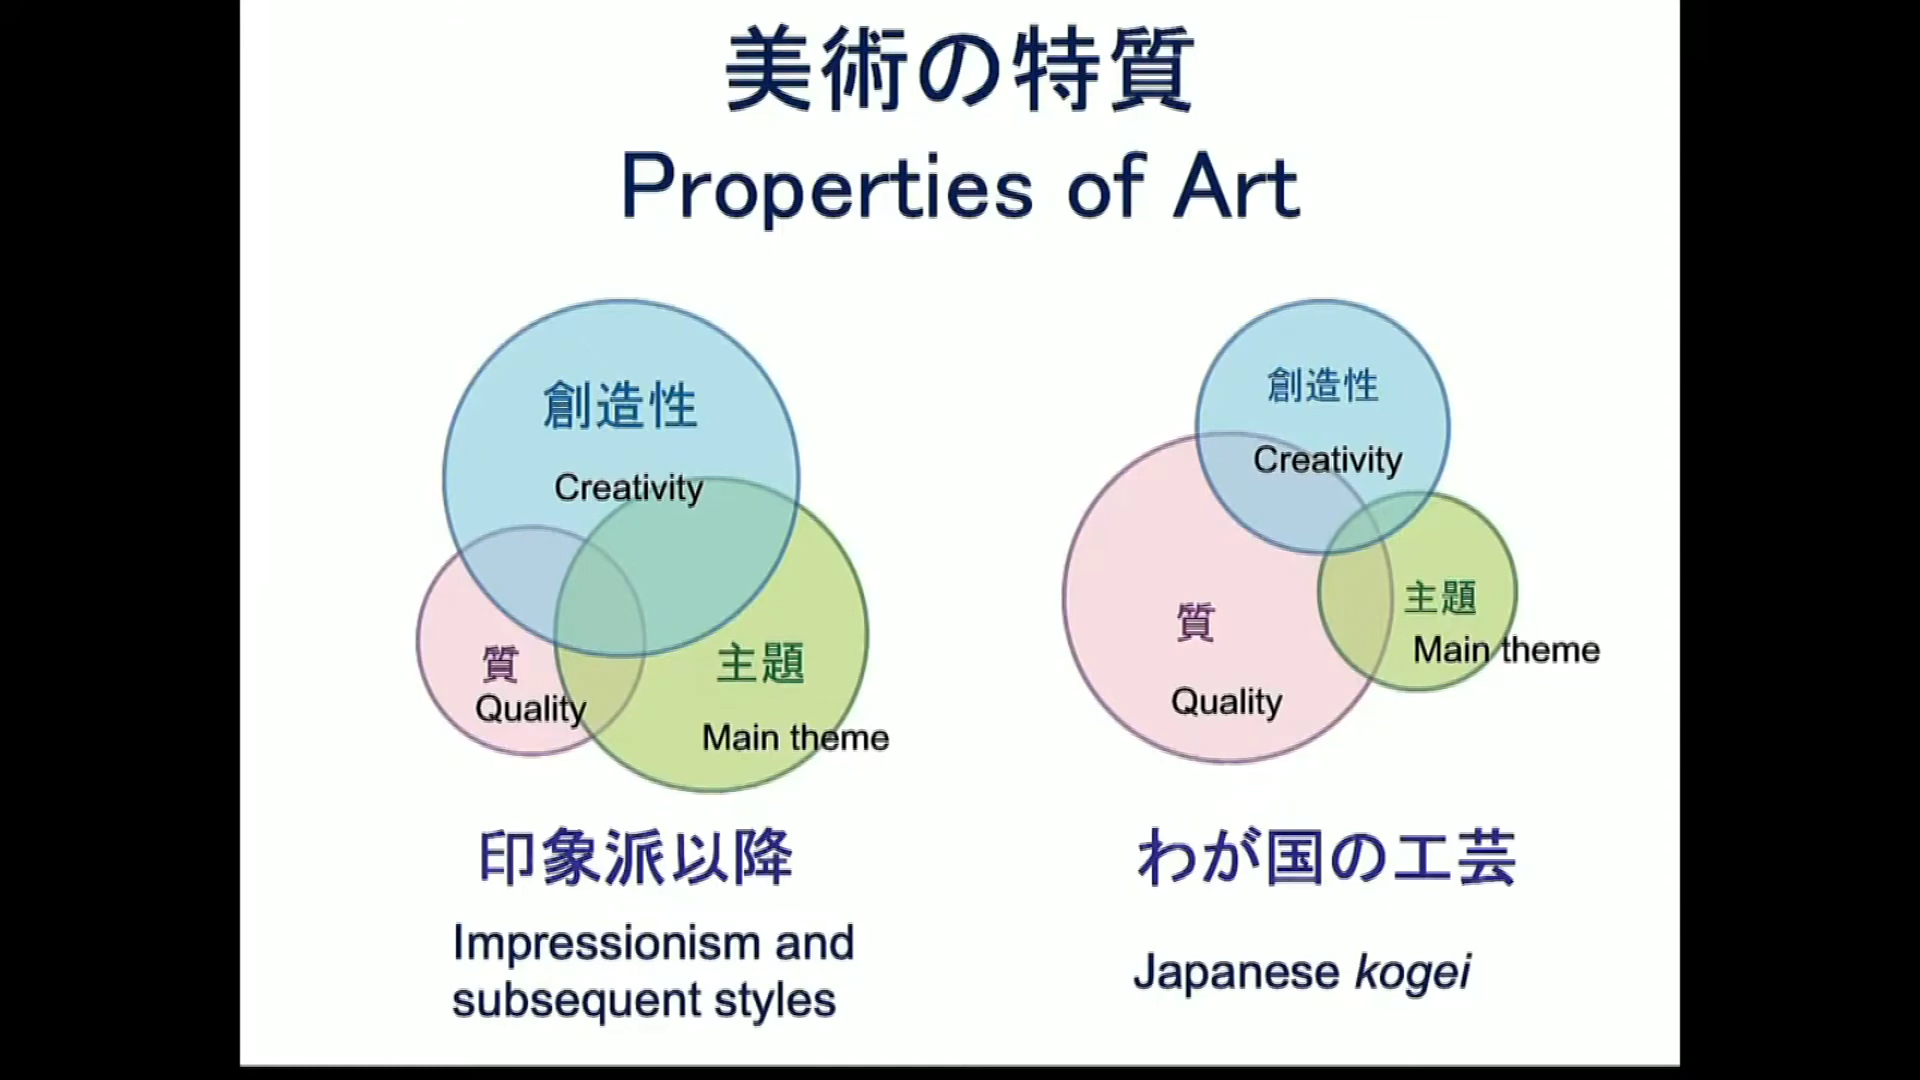 美術の特質
Properties of Art
創造性
Creativity
質
Quality
主題
Main theme
印象派以降
Impressionism and
subsequent styles
創造性
Creativity
質
Quality
主題
Main theme
わが国の工芸
Japanese kogei